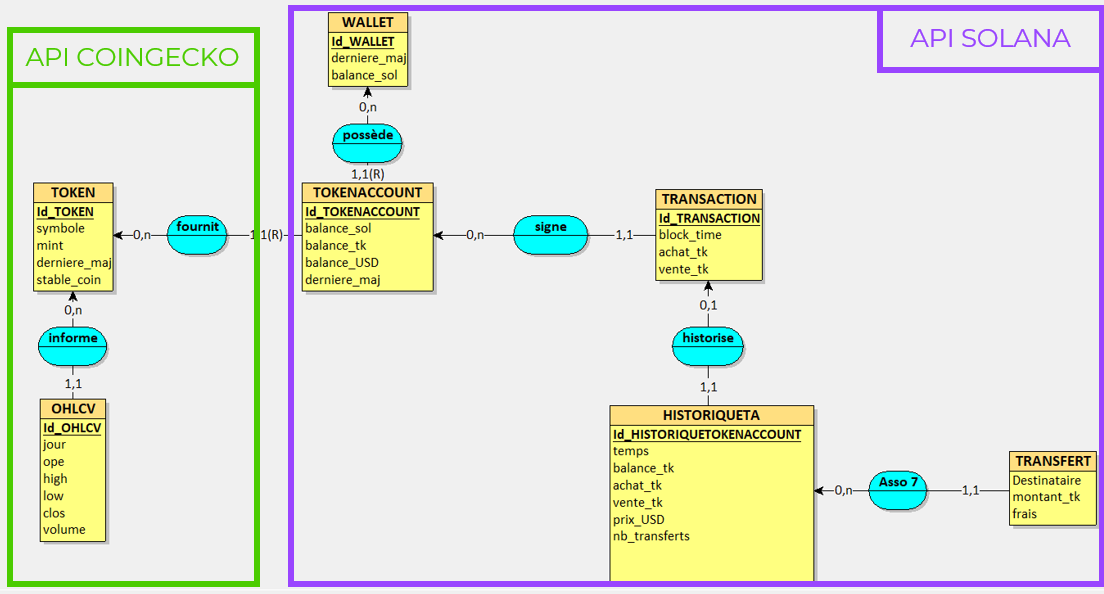 API COINGECKO
API SOLANA
WALLET
Id_WALLET
derniere_maj
balance_sol
0,n
possède
1,1(R)
TOKEN
Id_TOKEN
symbole
mint
derniere_maj
stable_coin
0,n
fournit
1,1(R)
TOKENACCOUNT
Id_TOKENACCOUNT
balance_sol
balance_tk
balance_USD
derniere_maj
0,n
signe
1,1
TRANSACTION
Id_TRANSACTION
block_time
achat_tk
vente_tk
0,n
informe
1,1
OHLCV
Id_OHLCV
jour
ope
high
low
clos
volume
0,1
historise
1,1
HISTORIQUETA
Id_HISTORIQUETOKENACCOUNT
temps
balance_tk
achat_tk
vente_tk
prix_USD
nb_transferts
0,n
Asso 7
1,1
TRANSFERT
Destinataire
montant_tk
frais